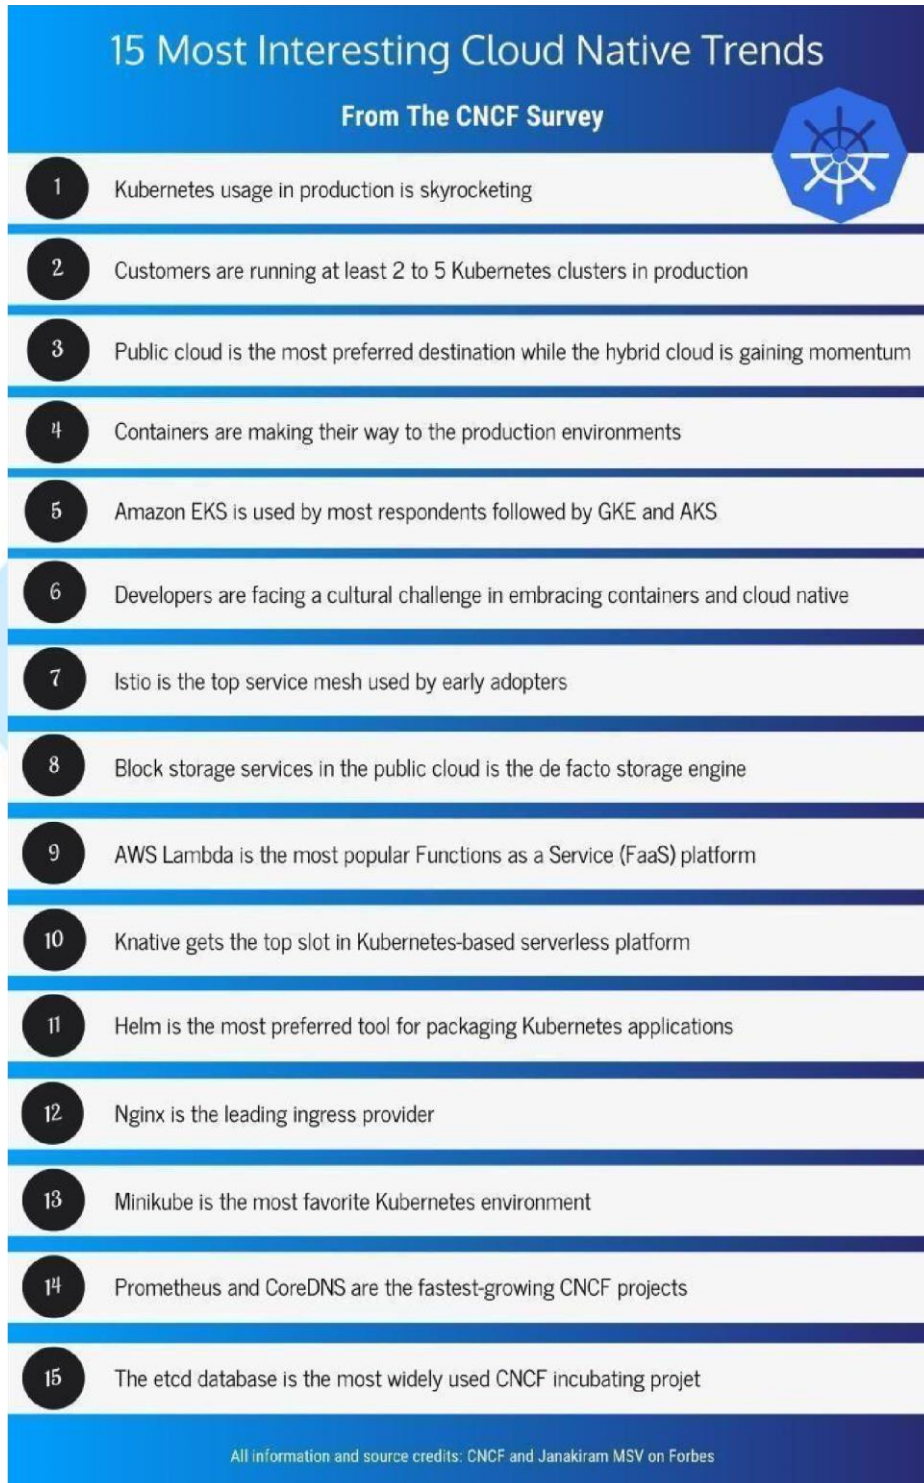 15 Most Interesting Cloud Native Trends
From The CNCF Survey
1 Kubernetes usage in production is skyrocketing
2 Customers are running at least 2 to 5 Kubernetes clusters in production
3 Public cloud is the most preferred destination while the hybrid cloud is gaining momentum
4 Containers are making their way to the production environments
5 Amazon EKS is used by most respondents followed by GKE and AKS
6 Developers are facing a cultural challenge in embracing containers and cloud native
7 Istio is the top service mesh used by early adopters
8 Block storage services in the public cloud is the de facto storage engine
9 AWS Lambda is the most popular Functions as a Service (FaaS) platform
10 Knative gets the top slot in Kubernetes-based serverless platform
11 Helm is the most preferred tool for packaging Kubernetes applications
12 Nginx is the leading ingress provider
13 Minikube is the most favorite Kubernetes environment
14 Prometheus and CoreDNS are the fastest-growing CNCF projects
15 The etcd database is the most widely used CNCF incubating projet
All information and source credits: CNCF and Janakiram MSV on Forbes